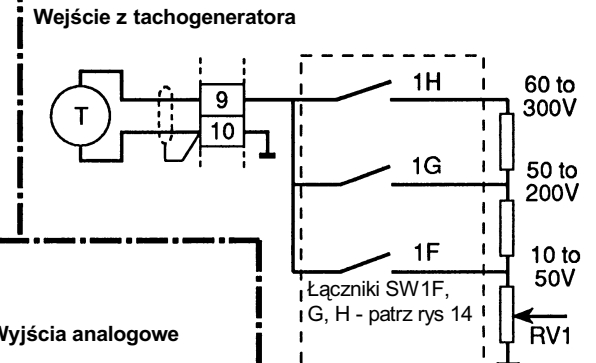 Wejście z tachogeneratora
T
9
10
1H
60 to
300V
1G
50 to
200V
1F
10 to
50V
Łączniki SW1F,
G, H - patrz rys 14
RV1
Wyjścia analogowe